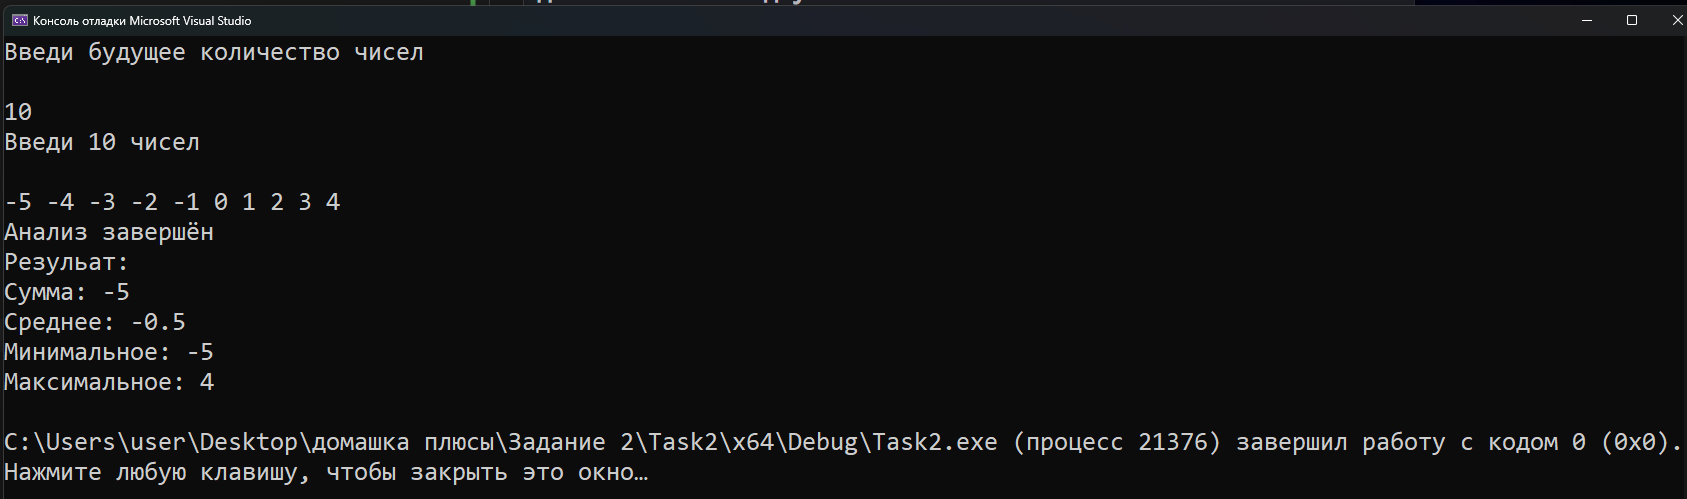 Консоль отладки Microsoft Visual Studio
Введи будущее количество чисел
10
Введи 10 чисел
-5 -4 -3 -2 -1 0 1 2 3 4
Анализ завершён
Резульат:
Сумма: -5
Среднее: -0.5
Минимальное: -5
Максимальное: 4
C:\Users\user\Desktop\домашка плюсы\Задание 2\Task2\x64\Debug\Task2.exe (процесс 21376) завершил работу с кодом 0 (0x0).
Нажмите любую клавишу, чтобы закрыть это окно…